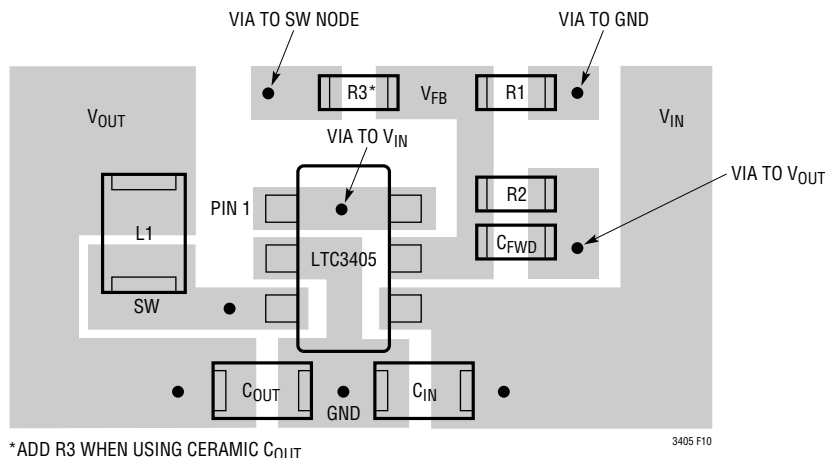 VIA TO SW NODE
VIA TO GND
R3*
VFB
R1
VOUT
VIN
VIA TO VIN
VIA TO VOUT
PIN 1
R2
L1
LTC3405
CFWD
SW
COUT
GND
CIN
*ADD R3 WHEN USING CERAMIC COUT
3405 F10